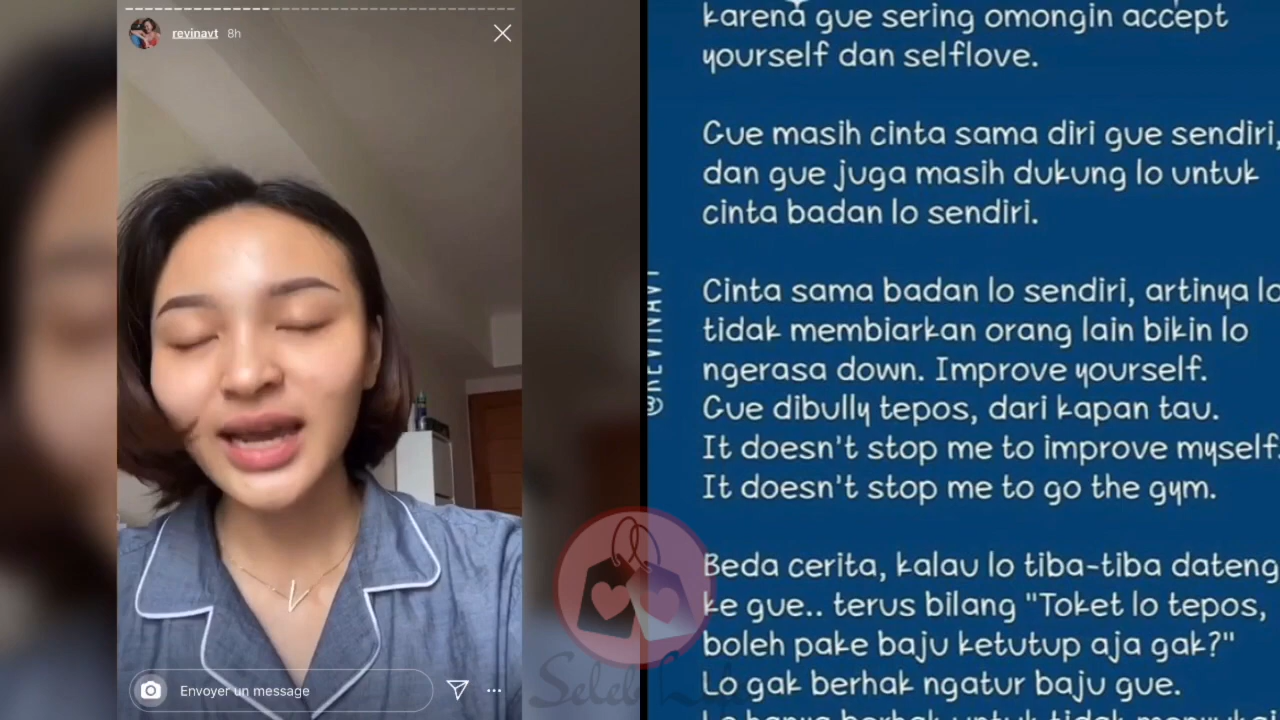 revinavt 8h
Envoyer un message
karena gue sering omongin accept
yourself dan selflove.
Gue masih cinta sama diri gue sendiri,
dan gue juga masih dukung lo untuk
cinta badan lo sendiri.
Cinta sama badan lo sendiri, artinya lo
tidak membiarkan orang lain bikin lo
ngerasa down. Improve yourself.
Gue dibully tepos, dari kapan tau.
It doesn't stop me to improve myself.
It doesn't stop me to go the gym.
Beda cerita, kalau lo tiba-tiba dateng
ke gue.. terus bilang "Toket lo tepos,
boleh pake baju ketutup aja gak?"
Lo gak berhak ngatur baju gue.
@REVINAVT